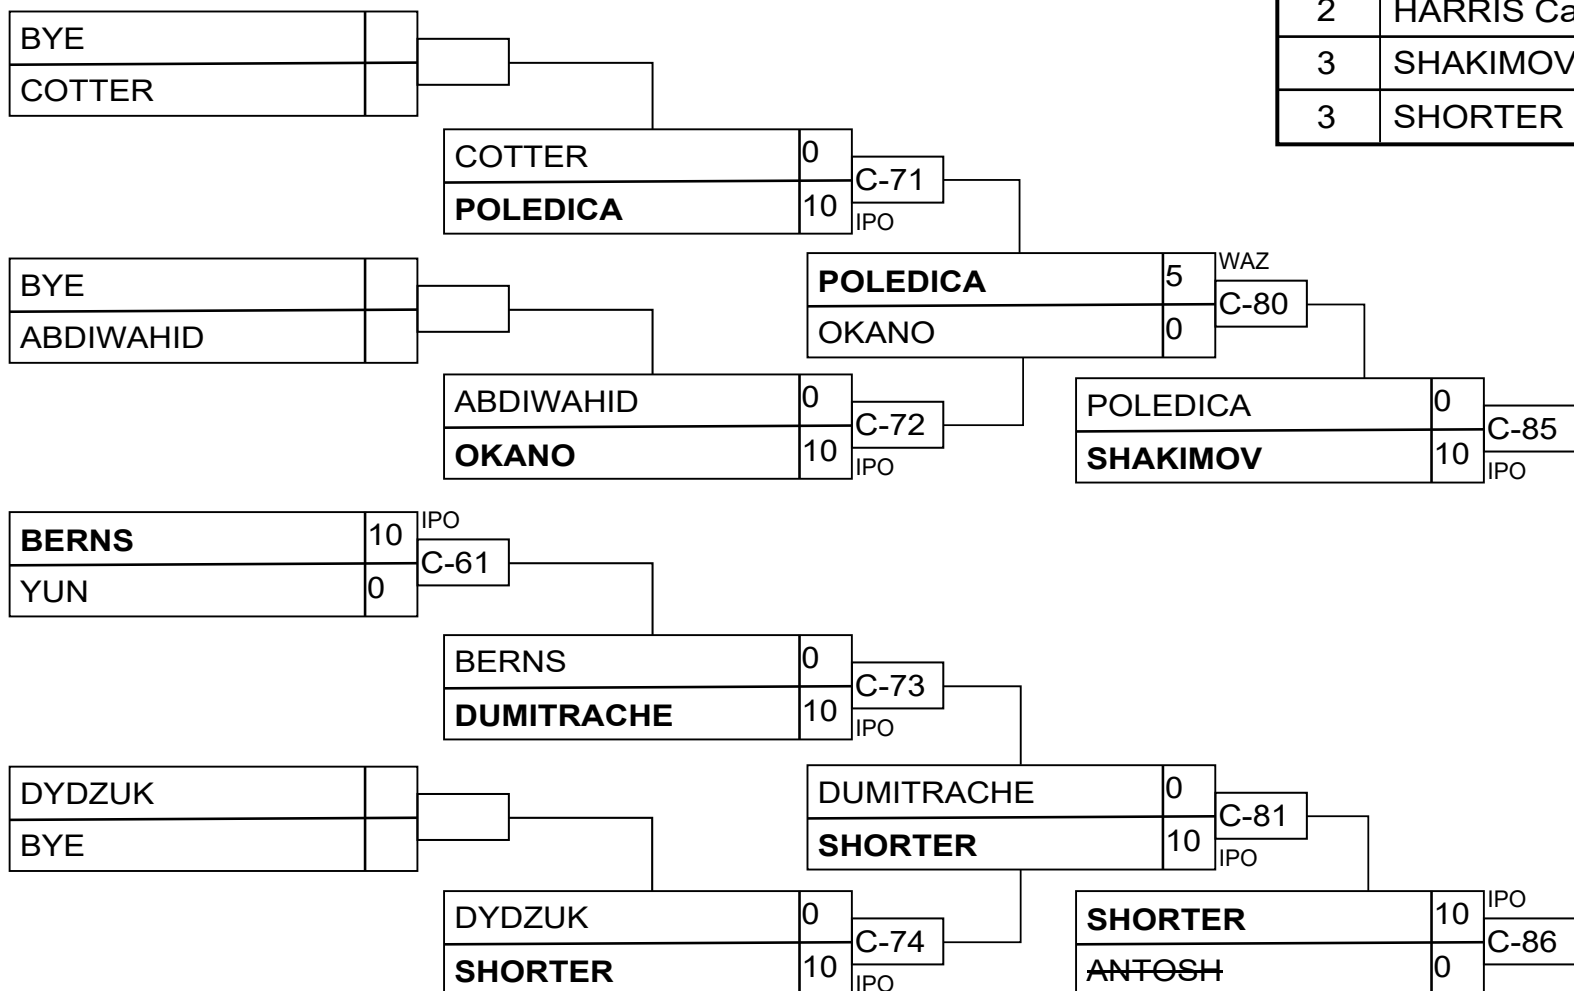 2 HARRIS Ca
3 SHAKIMOV
3 SHORTER
BYE
COTTER
COTTER 0
POLEDICA 10
C-71
IPO
BYE
ABDIWAHID
ABDIWAHID 0
OKANO 10
C-72
IPO
POLEDICA 5
OKANO 0
WAZ
C-80
POLEDICA 0
SHAKIMOV 10
C-85
IPO
BERNS 10
YUN 0
IPO
C-61
BERNS 0
DUMITRACHE 10
C-73
IPO
DYDZUK
BYE
DYDZUK 0
SHORTER 10
C-74
IPO
DUMITRACHE 0
SHORTER 10
C-81
IPO
SHORTER 10
ANTOSH 0
IPO
C-86